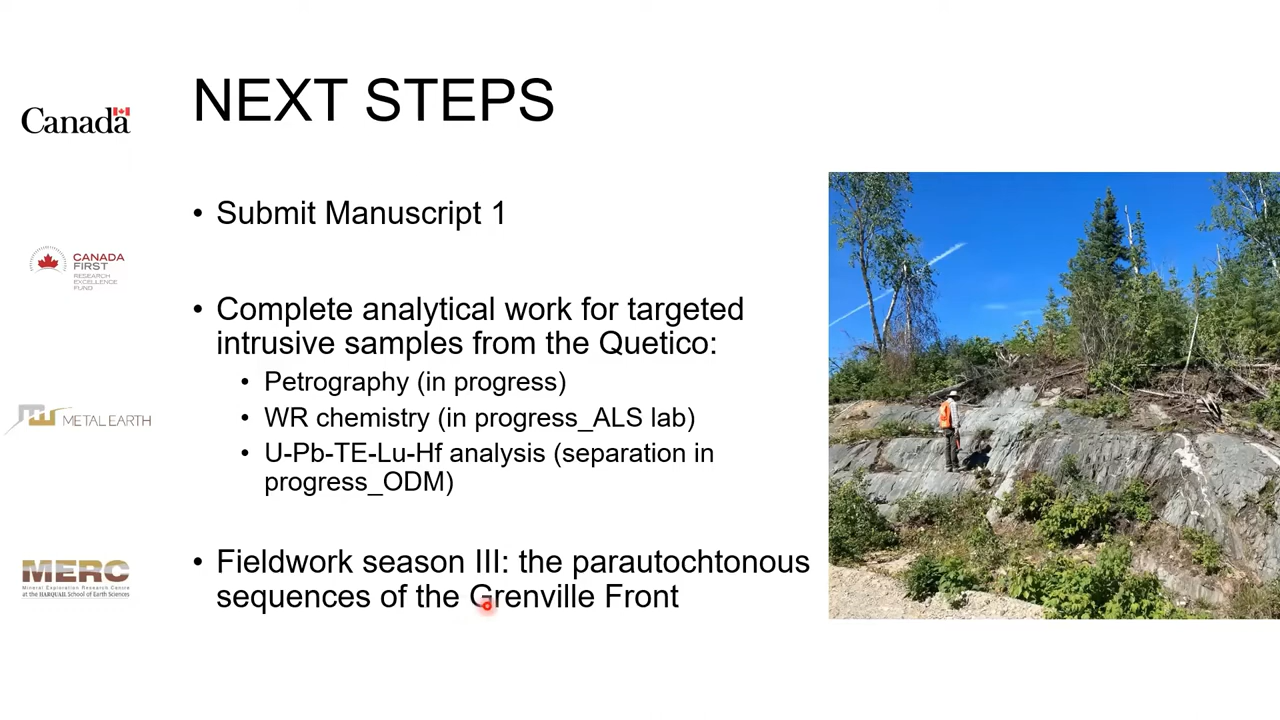 NEXT STEPS
Canada
• Submit Manuscript 1
CANADA
FIRST
RESEARCH
EXCELLENCE
FUND
• Complete analytical work for targeted
intrusive samples from the Quetico:
• Petrography (in progress)
• WR chemistry (in progress_ALS lab)
METAL EARTH
• U-Pb-TE-Lu-Hf analysis (separation in
progress_ODM)
• Fieldwork season III: the parautochtonous
sequences of the Grenville Front
MERC
Mineral Exploration Research Centre
at the HARQUAIL School of Earth Sciences